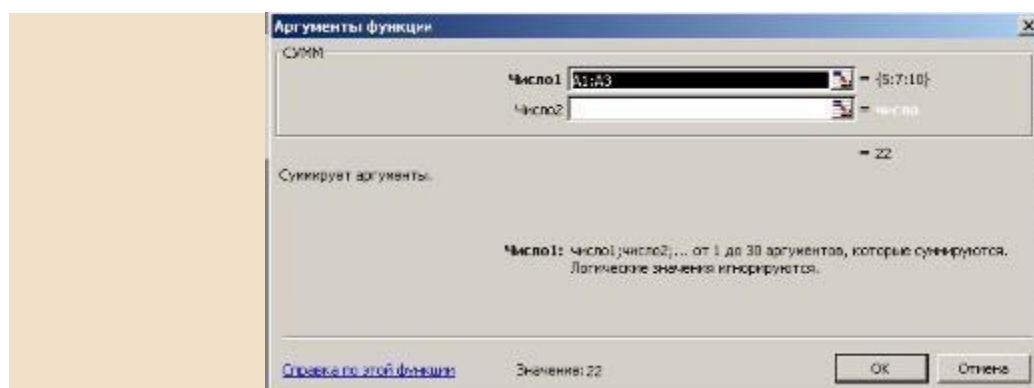 Аргументы функции
СУММ
Число1 A1:A3 = {5:7:10}
Число2 = число
= 22
Суммирует аргументы.
Число1: число1;число2;... от 1 до 30 аргументов, которые суммируются.
Логические значения игнорируются.
Справка по этой функции Значение:22 ОК Отмена